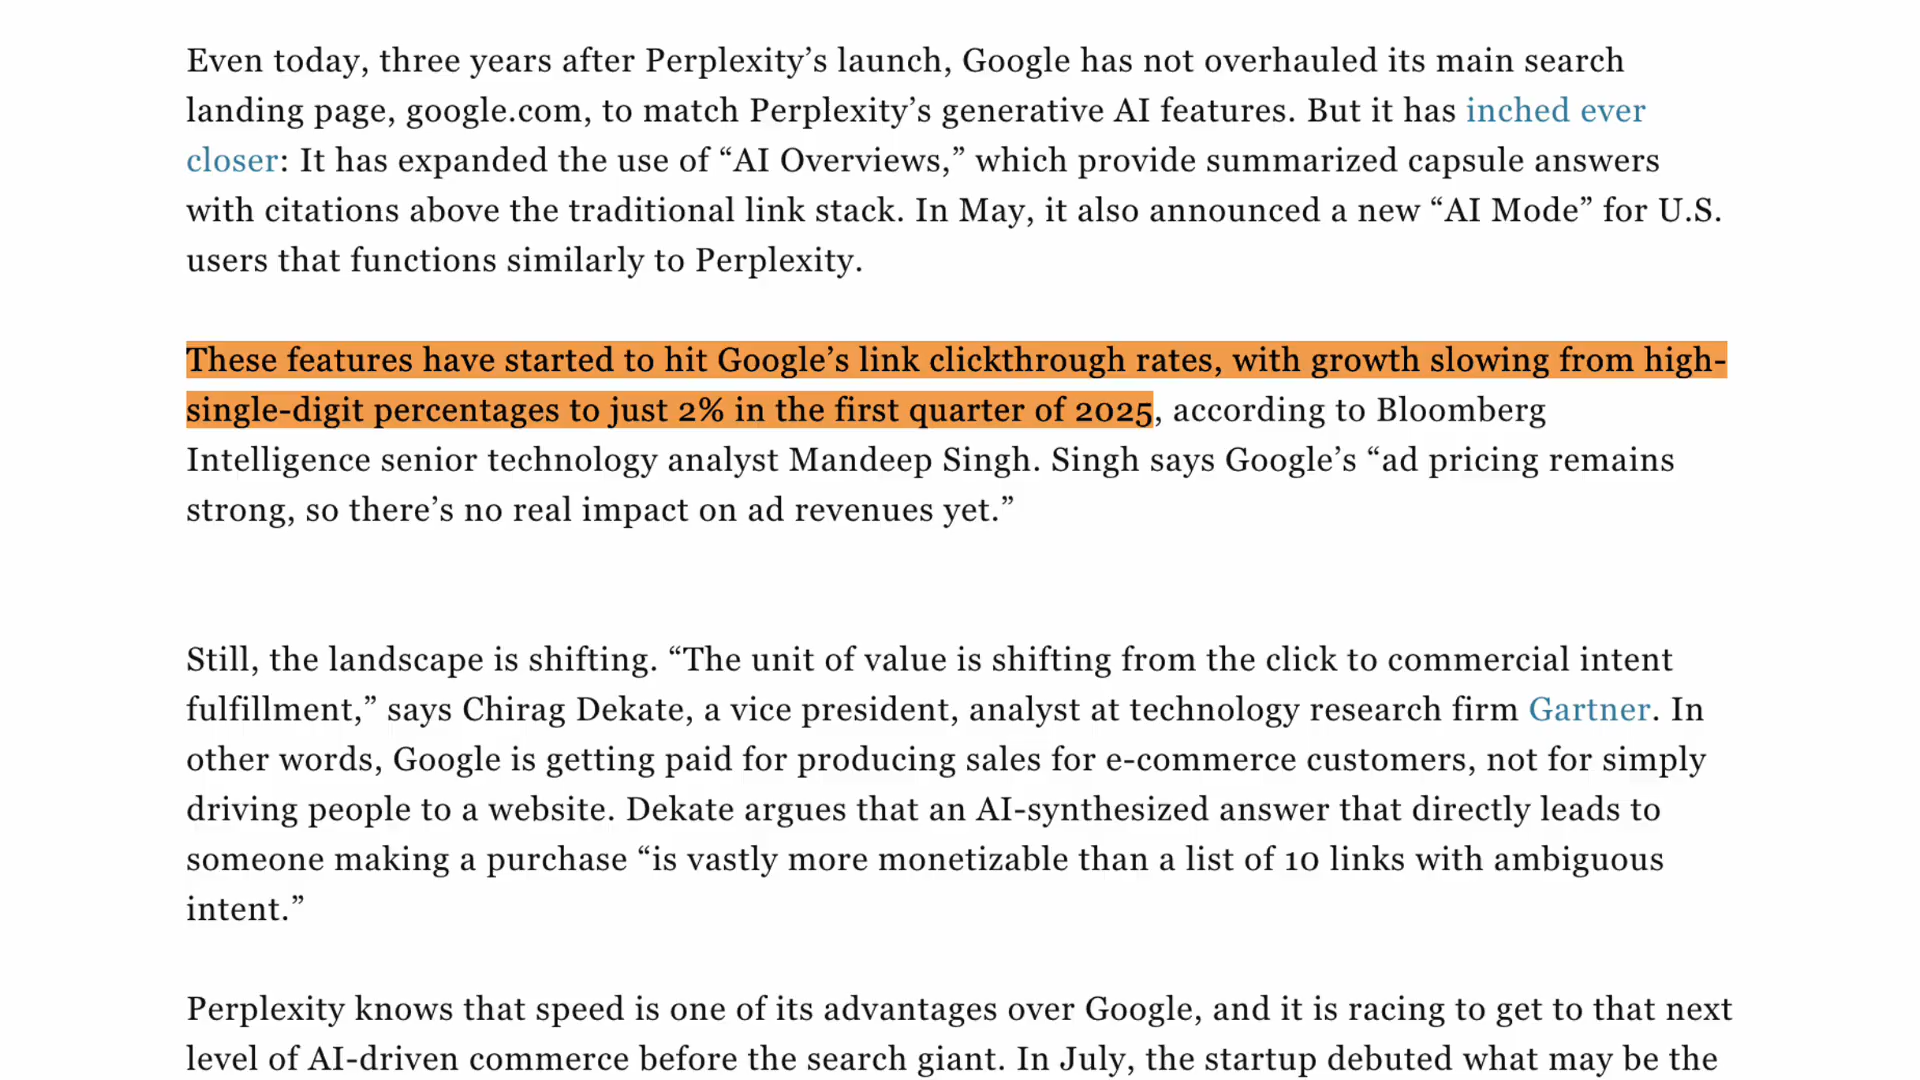 Even today, three years after Perplexity’s launch, Google has not overhauled its main search
landing page, google.com, to match Perplexity’s generative AI features. But it has inched ever
closer: It has expanded the use of “AI Overviews,” which provide summarized capsule answers
with citations above the traditional link stack. In May, it also announced a new “AI Mode” for U.S.
users that functions similarly to Perplexity.
These features have started to hit Google’s link clickthrough rates, with growth slowing from high-
single-digit percentages to just 2% in the first quarter of 2025, according to Bloomberg
Intelligence senior technology analyst Mandeep Singh. Singh says Google’s “ad pricing remains
strong, so there’s no real impact on ad revenues yet.”
Still, the landscape is shifting. “The unit of value is shifting from the click to commercial intent
fulfillment,” says Chirag Dekate, a vice president, analyst at technology research firm Gartner. In
other words, Google is getting paid for producing sales for e-commerce customers, not for simply
driving people to a website. Dekate argues that an AI-synthesized answer that directly leads to
someone making a purchase “is vastly more monetizable than a list of 10 links with ambiguous
intent.”
Perplexity knows that speed is one of its advantages over Google, and it is racing to get to that next
level of AI-driven commerce before the search giant. In July, the startup debuted what may be the